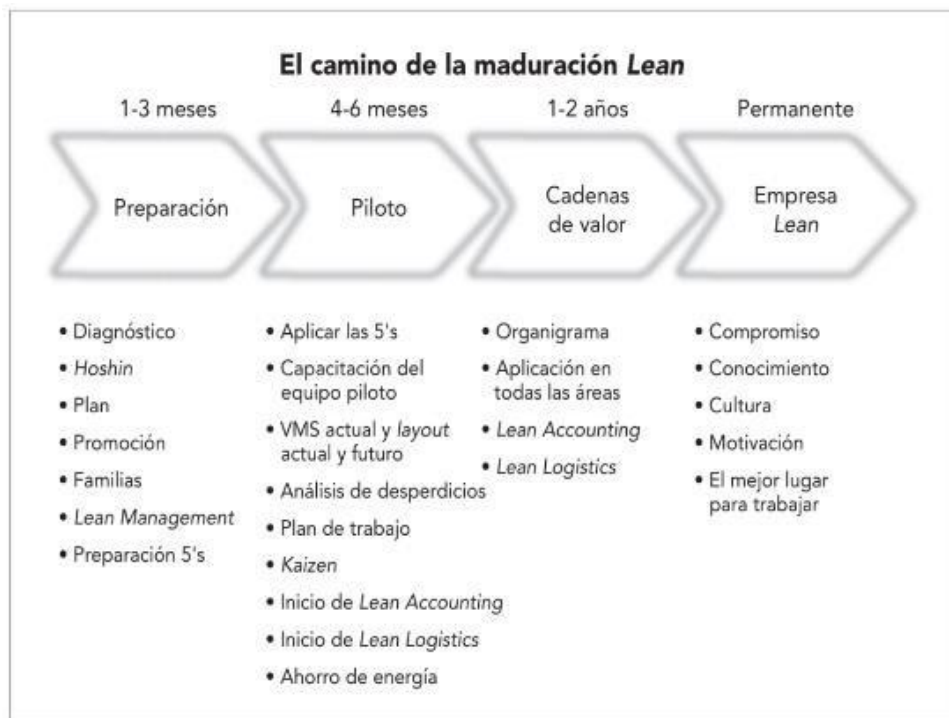 El camino de la maduración Lean
1-3 meses
4-6 meses
1-2 años
Permanente
Preparación
Piloto
Cadenas
de valor
Empresa
Lean
• Diagnóstico
• Hoshin
• Plan
• Promoción
• Familias
• Lean Management
• Preparación 5's
• Aplicar las 5's
• Capacitación del
equipo piloto
• VMS actual y layout
actual y futuro
• Análisis de desperdicios
• Plan de trabajo
• Kaizen
• Inicio de Lean Accounting
• Inicio de Lean Logistics
• Ahorro de energía
• Organigrama
• Aplicación en
todas las áreas
• Lean Accounting
• Lean Logistics
• Compromiso
• Conocimiento
• Cultura
• Motivación
• El mejor lugar
para trabajar